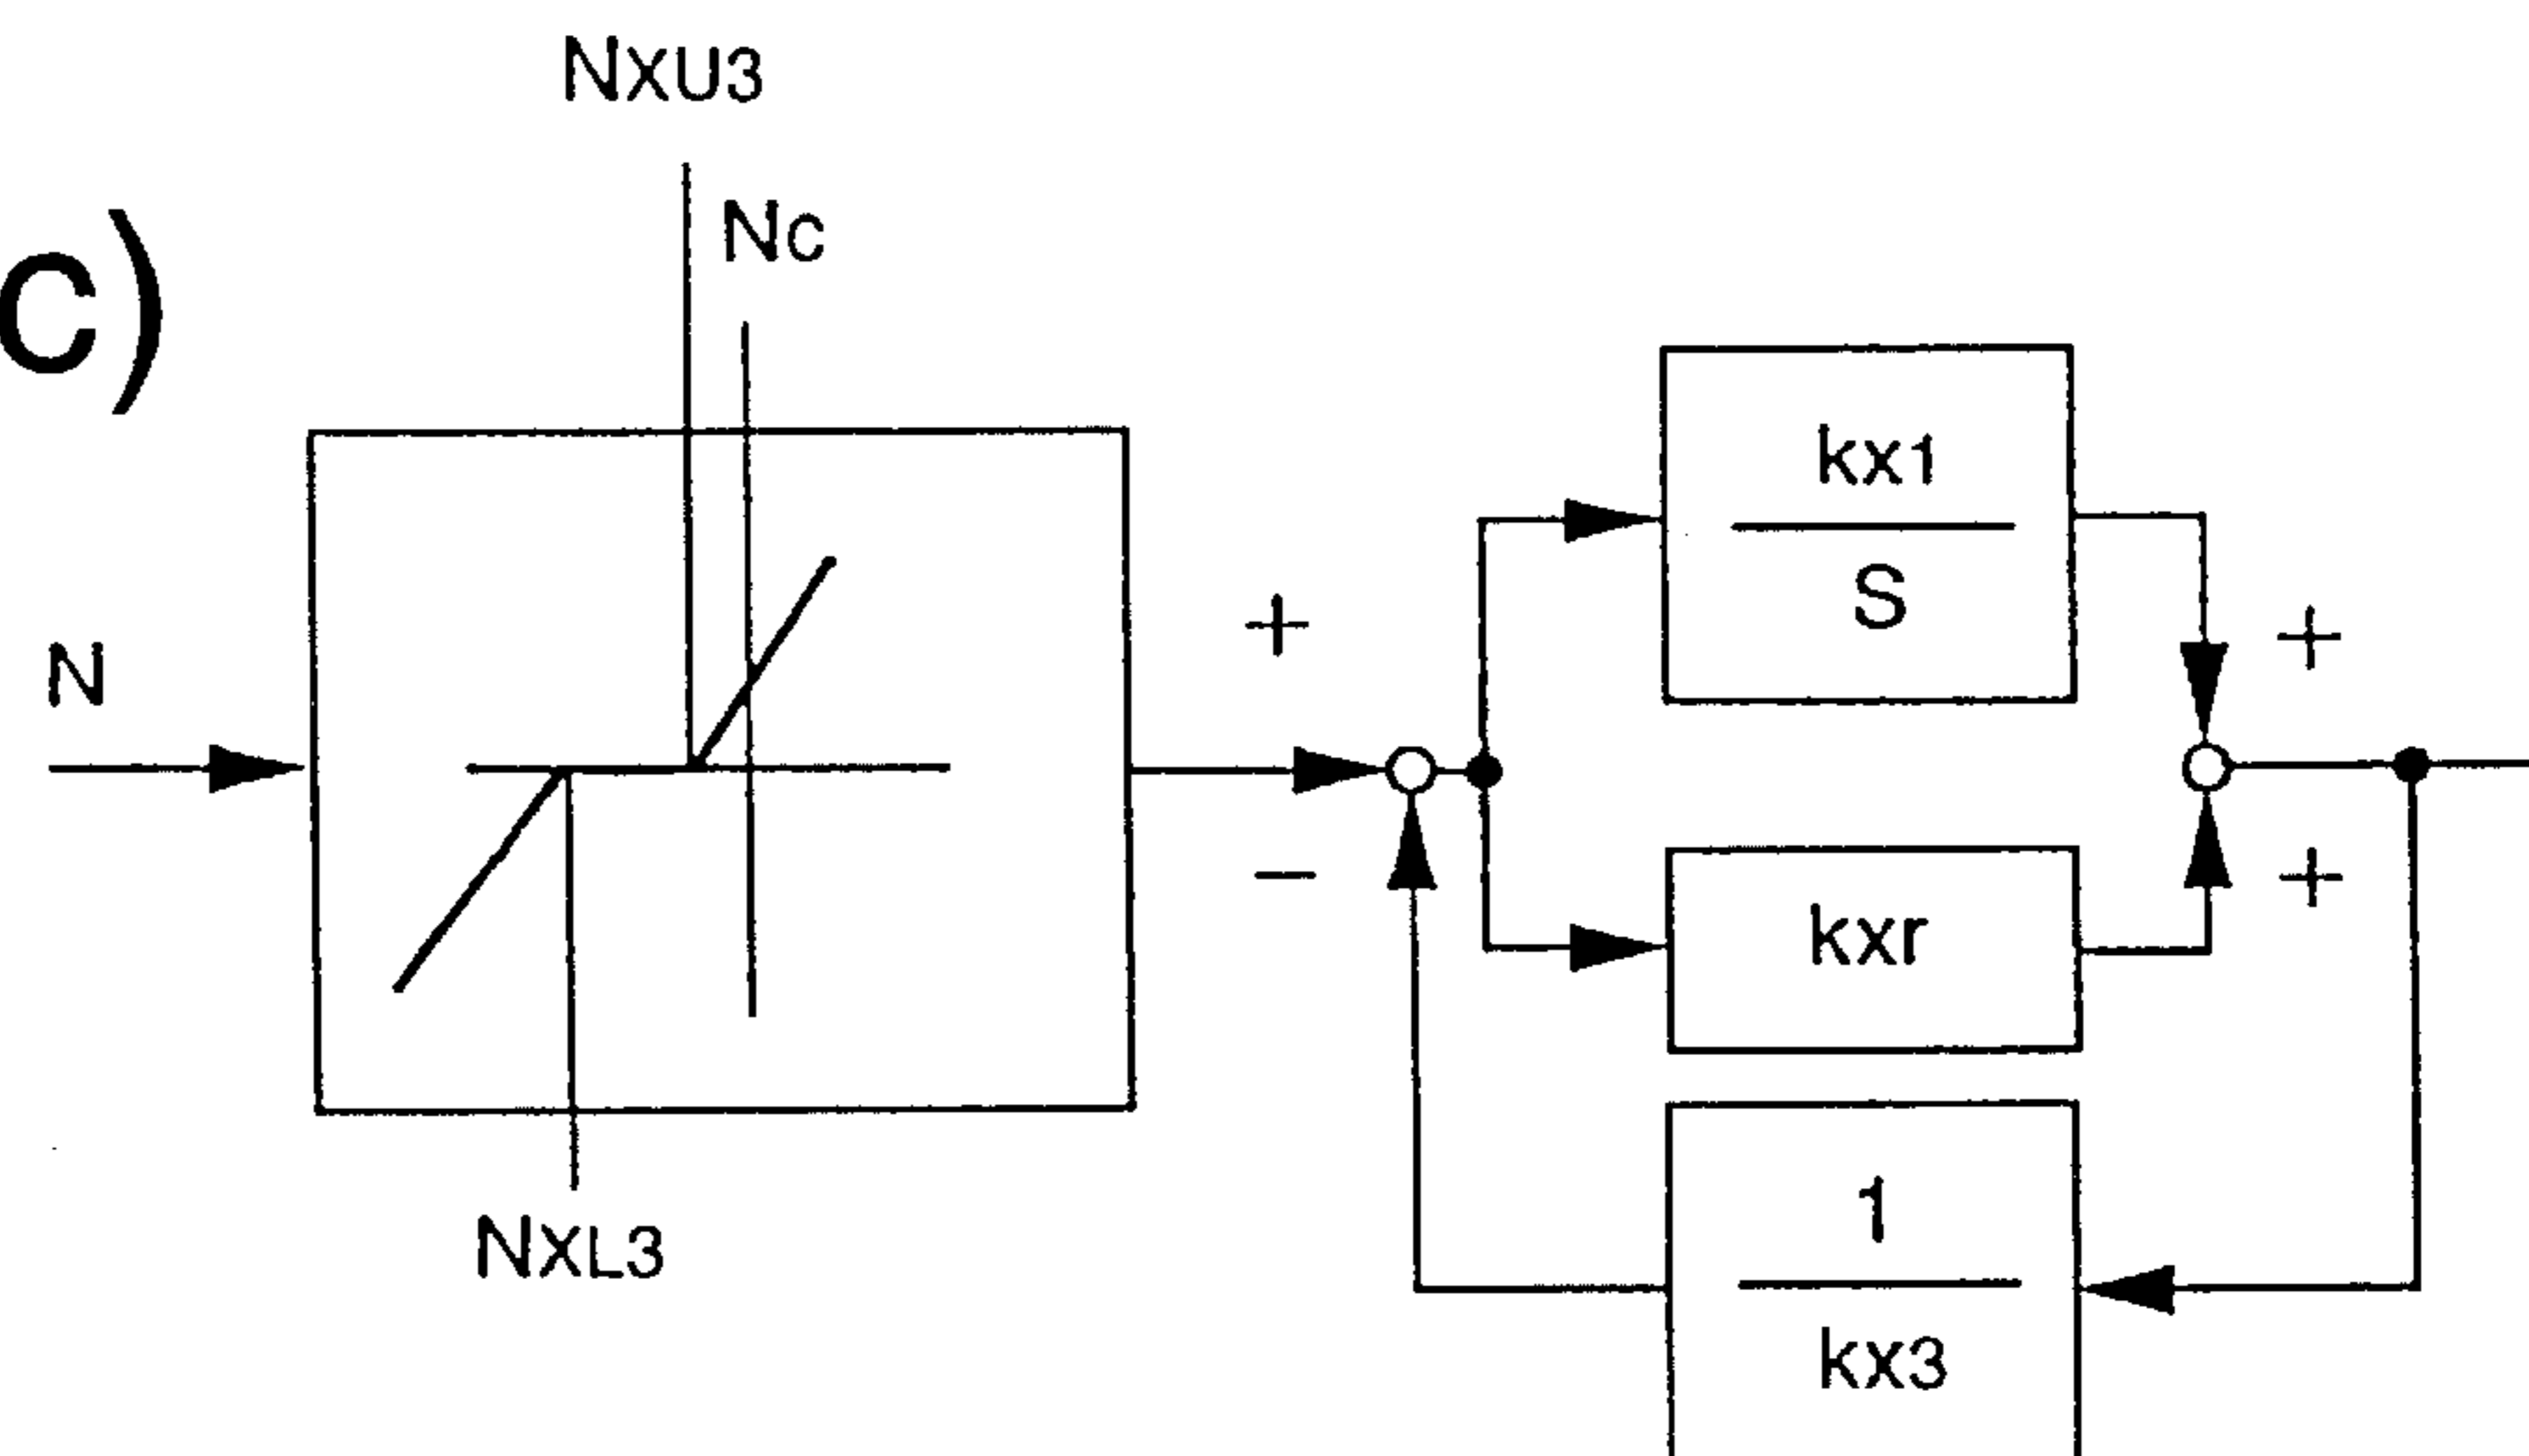 c)
NXU3
NC
N
NXL3
+
−
kx1
S
kxr
1
kx3
+
+